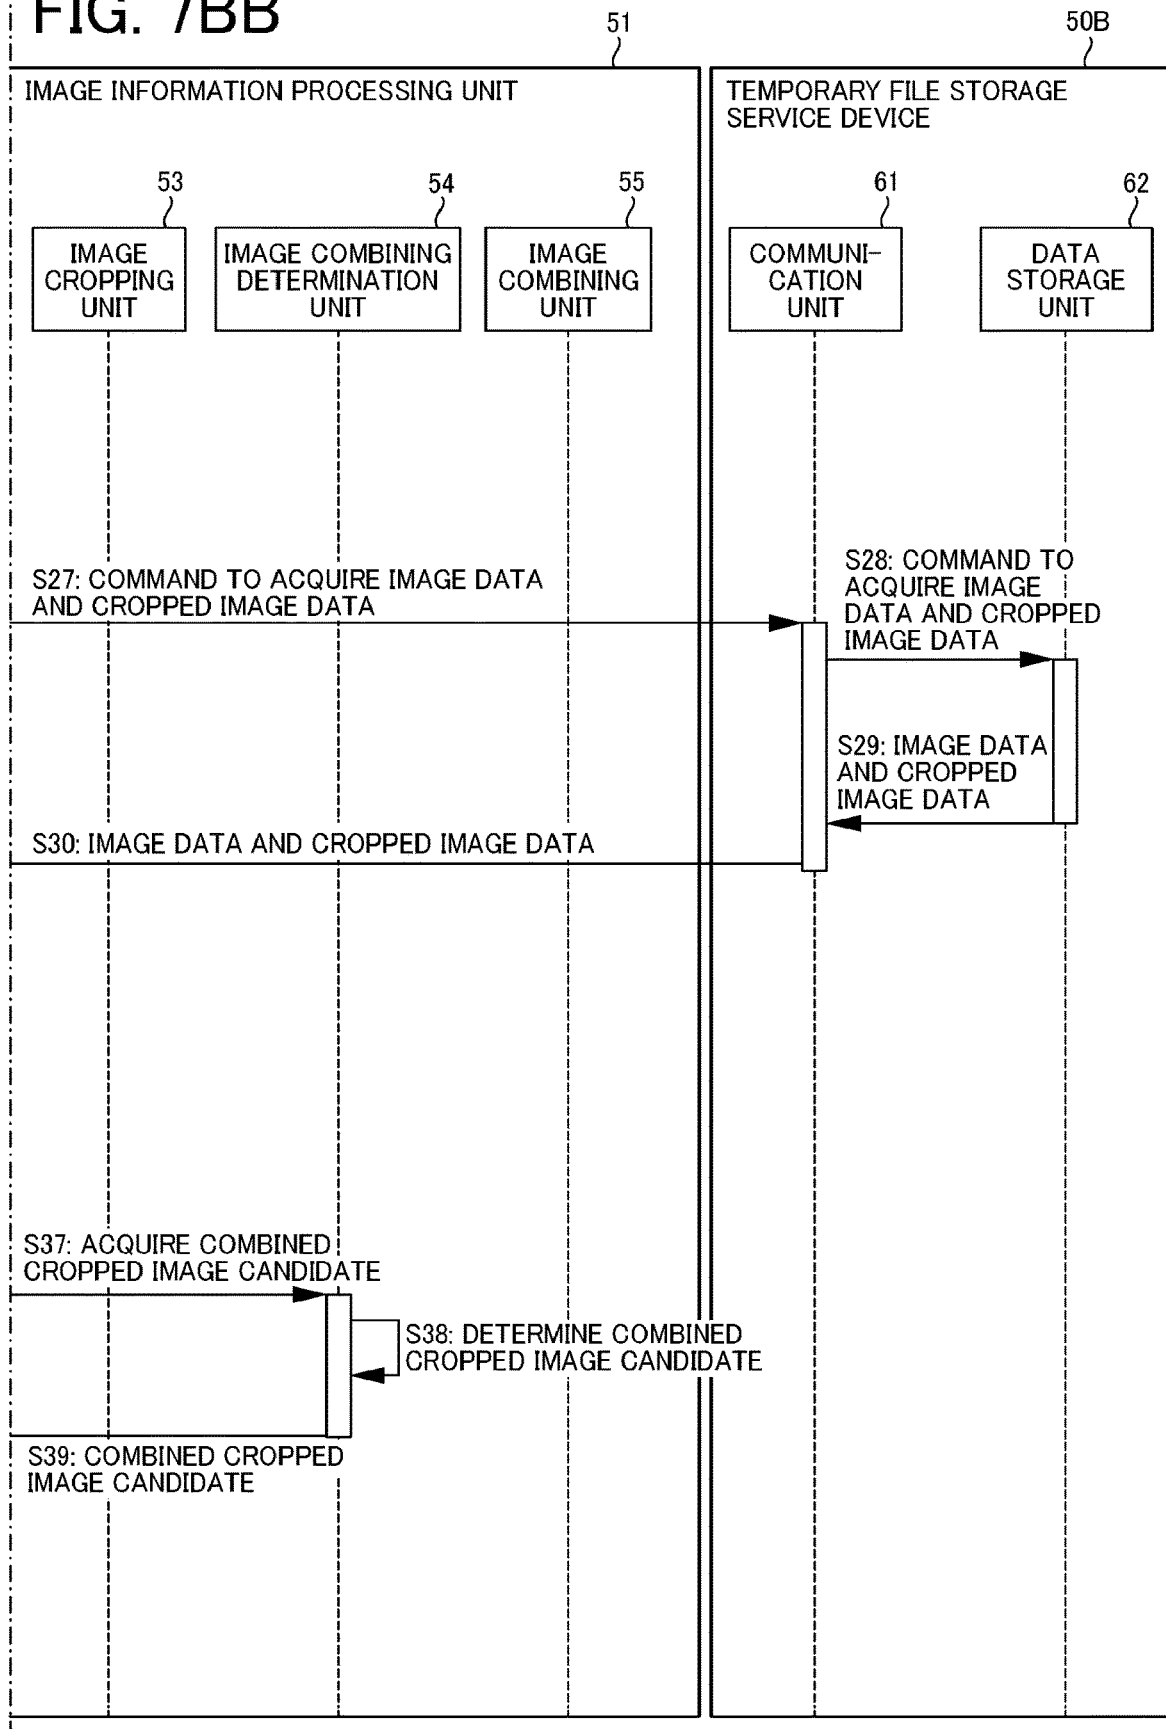 FIG. 7BB
51
50B
IMAGE INFORMATION PROCESSING UNIT
TEMPORARY FILE STORAGE
SERVICE DEVICE
53
54
55
61
62
IMAGE
CROPPING
UNIT
IMAGE COMBINING
DETERMINATION
UNIT
IMAGE
COMBINING
UNIT
COMMUNI-
CATION
UNIT
DATA
STORAGE
UNIT
S27: COMMAND TO ACQUIRE IMAGE DATA
AND CROPPED IMAGE DATA
S28: COMMAND TO
ACQUIRE IMAGE
DATA AND CROPPED
IMAGE DATA
S29: IMAGE DATA
AND CROPPED
IMAGE DATA
S30: IMAGE DATA AND CROPPED IMAGE DATA
S37: ACQUIRE COMBINED
CROPPED IMAGE CANDIDATE
S38: DETERMINE COMBINED
CROPPED IMAGE CANDIDATE
S39: COMBINED CROPPED
IMAGE CANDIDATE